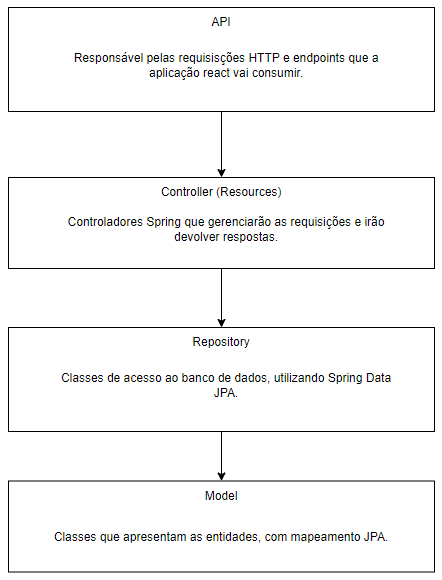 API
Responsável pelas requisisções HTTP e endpoints que a
aplicação react vai consumir.
Controller (Resources)
Controladores Spring que gerenciarão as requisições e irão
devolver respostas.
Repository
Classes de acesso ao banco de dados, utilizando Spring Data
JPA.
Model
Classes que apresentam as entidades, com mapeamento JPA.